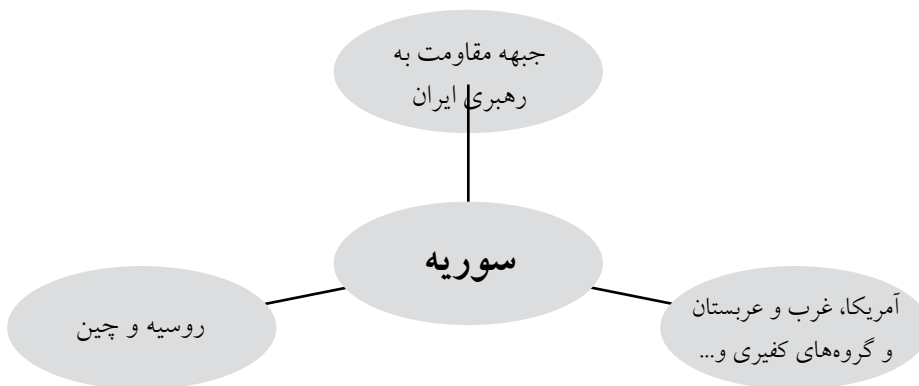 جبهه مقاومت به
رهبری ایران
سوریه
آمریکا، غرب و عربستان
و گروه‌های کفیری و...
روسیه و چین